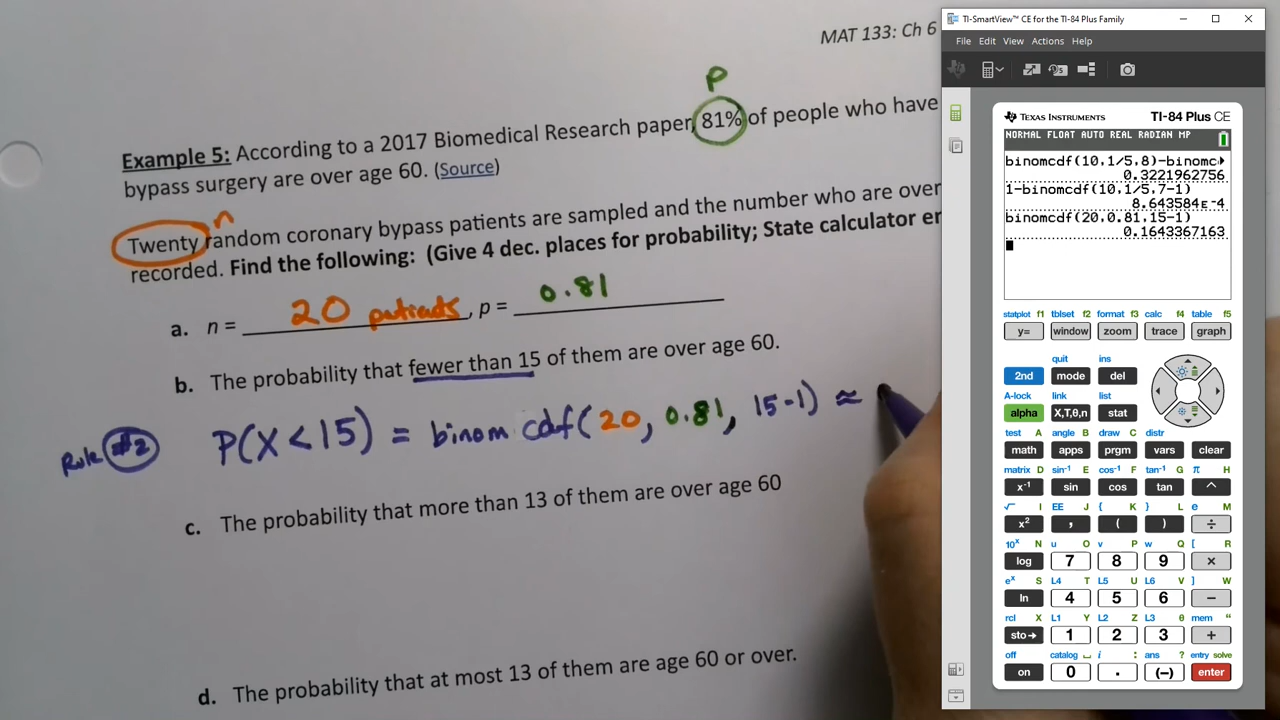 MAT 133: Ch 6
P
Example 5: According to a 2017 Biomedical Research paper, 81% of people who have
bypass surgery are over age 60. (Source)
n
Twenty random coronary bypass patients are sampled and the number who are over
recorded. Find the following: (Give 4 dec. places for probability; State calculator en
a. n = 20 patients, p = 0.81
b. The probability that fewer than 15 of them are over age 60.
Rule #2 P(X < 15) = binom cdf(20, 0.81, 15-1) ≈
c. The probability that more than 13 of them are over age 60
d. The probability that at most 13 of them are age 60 or over.
TI-SmartView™ CE for the TI-84 Plus Family
File Edit View Actions Help
TEXAS INSTRUMENTS TI-84 Plus CE
NORMAL FLOAT AUTO REAL RADIAN MP
binomcdf(10,1/5,8)-binomc
0.3221962756
1-binomcdf(10,1/5,7-1)
8.643584E-4
binomcdf(20,0.81,15-1)
0.1643367163
statplot f1 tblset f2 format f3 calc f4 table f5
y= window zoom trace graph
quit ins
2nd mode del
A-lock link list
alpha X,T,θ,n stat
test A angle B draw C distr
math apps prgm vars clear
matrix D sin⁻¹ E cos⁻¹ F tan⁻¹ G π H
x⁻¹ sin cos tan ^
√ I EE J { K } L e M
x² , ( ) ÷
10ˣ N u O v P w Q [ R
log 7 8 9 ×
eˣ S L4 T L5 U L6 V ] W
ln 4 5 6 −
rcl X L1 Y L2 Z L3 θ mem "
sto→ 1 2 3 +
off catalog ⎵ i : ans ? entry solve
on 0 . (−) enter